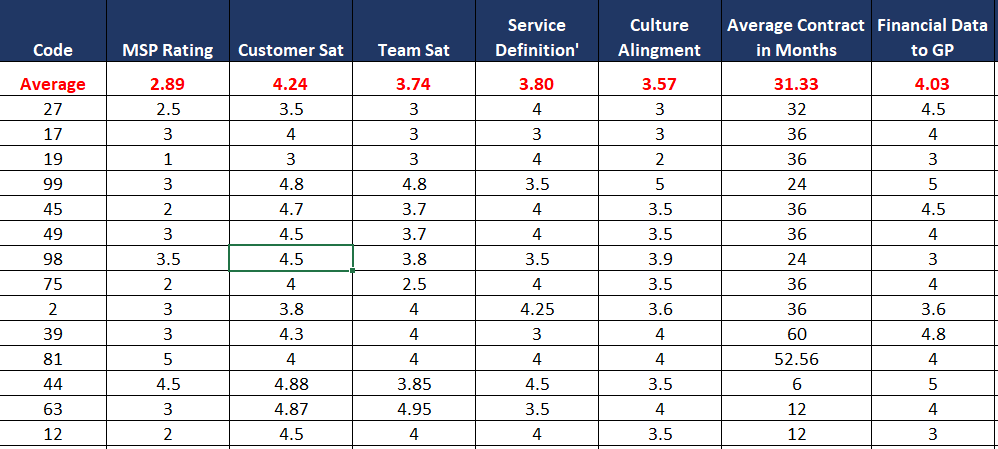 Code MSP Rating Customer Sat Team Sat Service Definition' Culture Alingment Average Contract in Months Financial Data to GP
Average 2.89 4.24 3.74 3.80 3.57 31.33 4.03
27 2.5 3.5 3 4 3 32 4.5
17 3 4 3 3 3 36 4
19 1 3 3 4 2 36 3
99 3 4.8 4.8 3.5 5 24 5
45 2 4.7 3.7 4 3.5 36 4.5
49 3 4.5 3.7 4 3.5 36 4
98 3.5 4.5 3.8 3.5 3.9 24 3
75 2 4 2.5 4 3.5 36 4
2 3 3.8 4 4.25 3.6 36 3.6
39 3 4.3 4 3 4 60 4.8
81 5 4 4 4 4 52.56 4
44 4.5 4.88 3.85 4.5 3.5 6 5
63 3 4.87 4.95 3.5 4 12 4
12 2 4.5 4 4 3.5 12 3